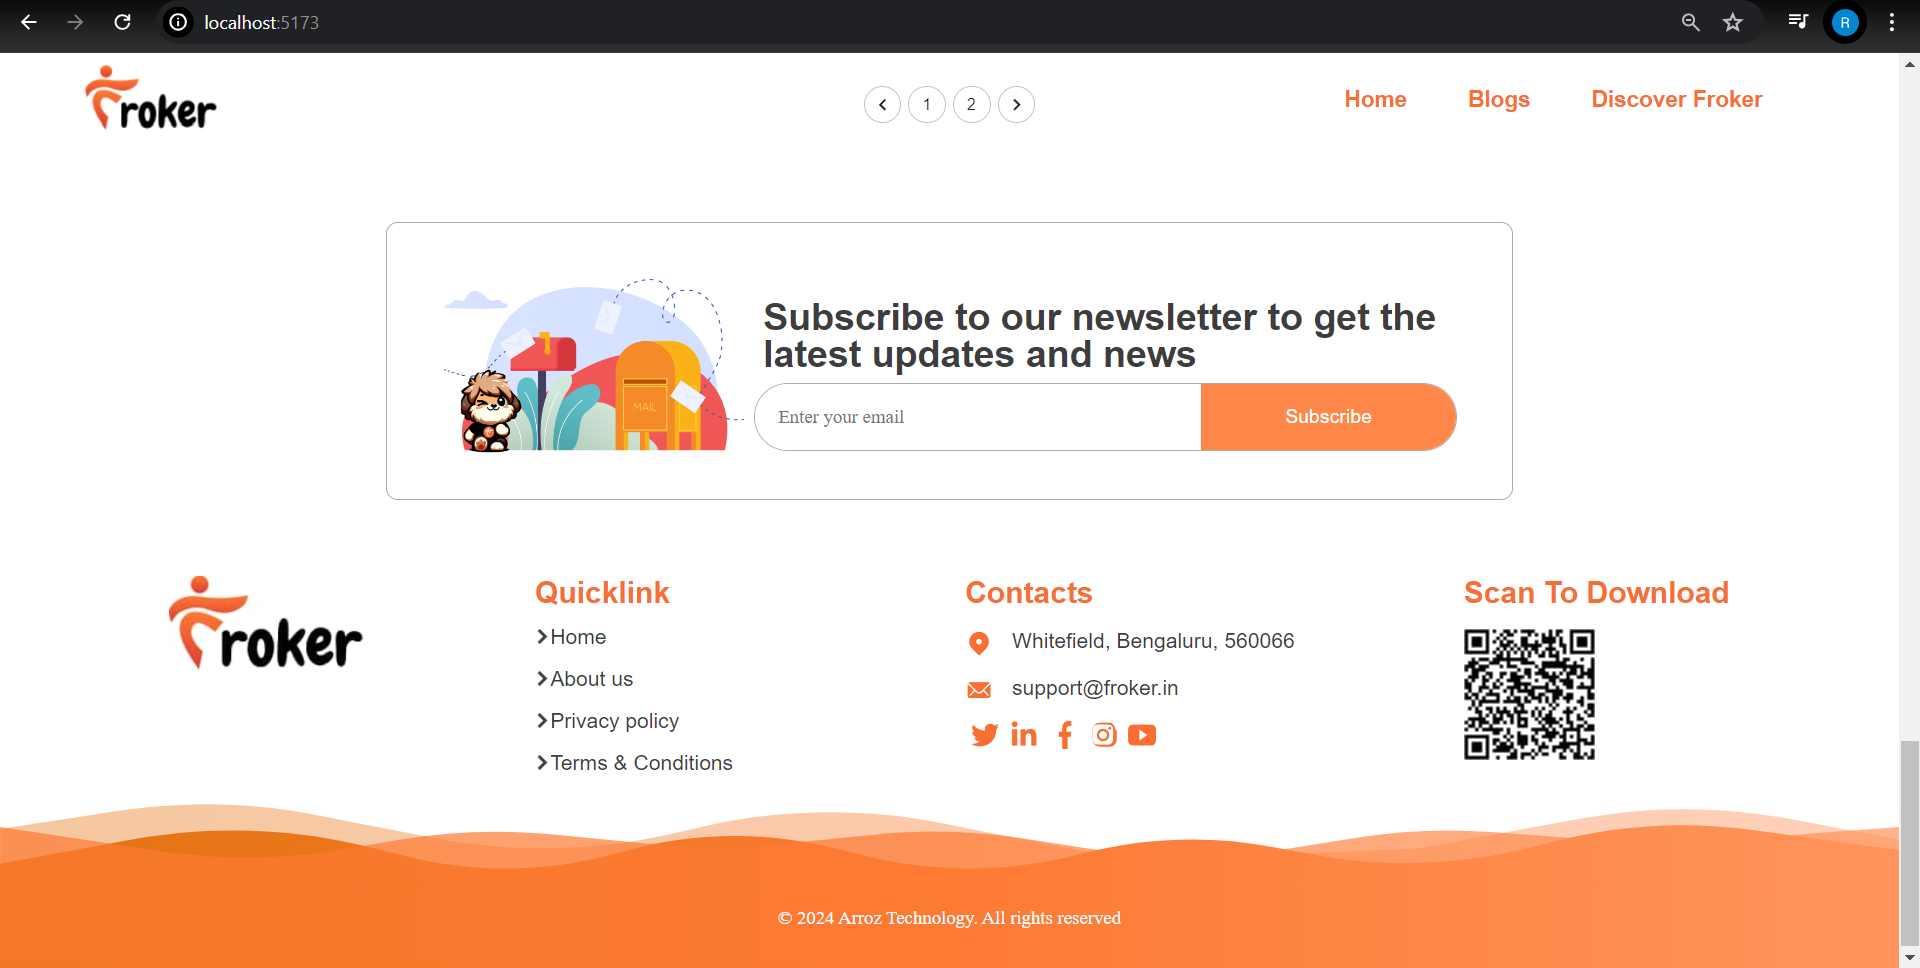 localhost:5173
R
Froker
1 2
Home Blogs Discover Froker
Subscribe to our newsletter to get the
latest updates and news
MAIL
Enter your email
Subscribe
Froker
Quicklink
Home
About us
Privacy policy
Terms & Conditions
Contacts
Whitefield, Bengaluru, 560066
support@froker.in
Scan To Download
© 2024 Arroz Technology. All rights reserved